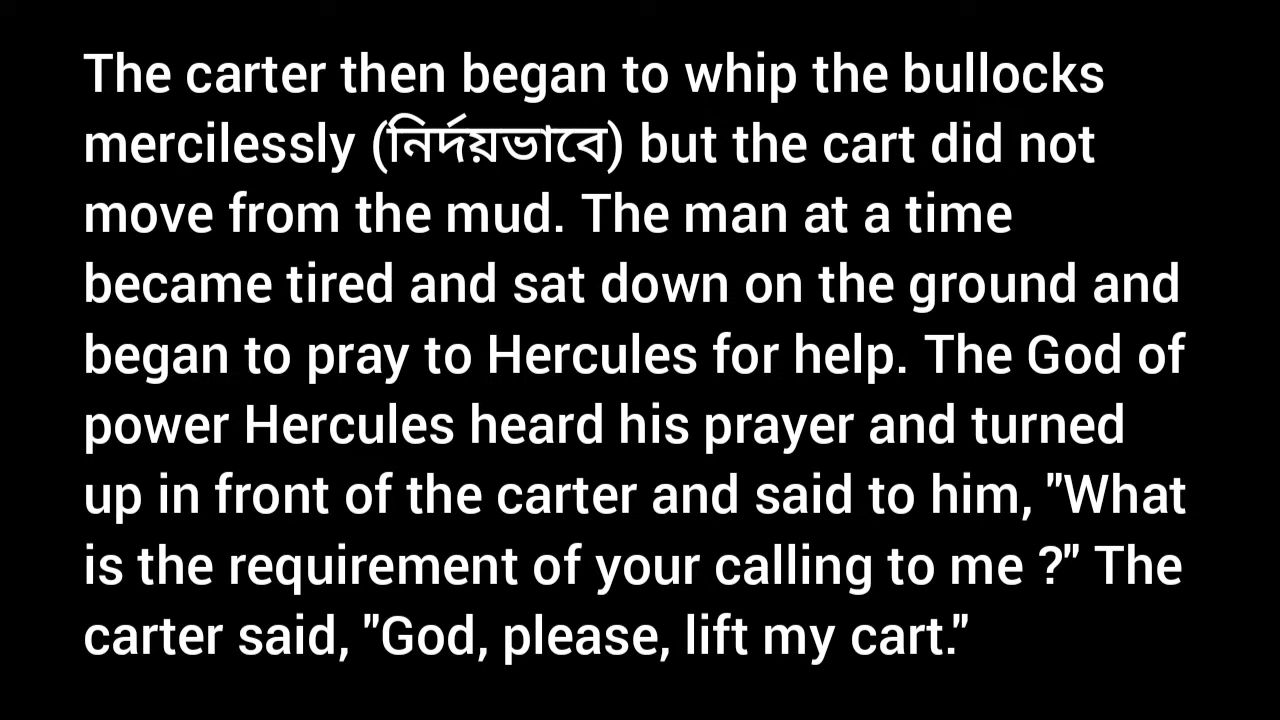 The carter then began to whip the bullocks
mercilessly (নির্দয়ভাবে) but the cart did not
move from the mud. The man at a time
became tired and sat down on the ground and
began to pray to Hercules for help. The God of
power Hercules heard his prayer and turned
up in front of the carter and said to him, "What
is the requirement of your calling to me ?" The
carter said, "God, please, lift my cart."